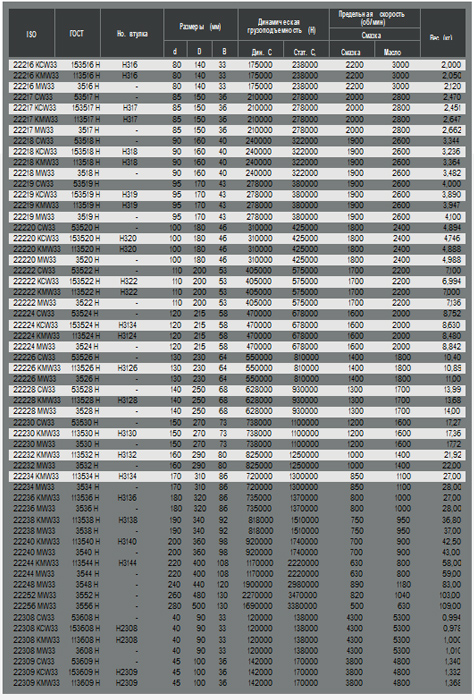 ISO ГОСТ Но. втулка Размеры (мм) Динамическая грузоподъемность (Н) Предельная скорость (об/мин) Вес (кг)
Смазка
d D B Дин. C Стат. C, Смазка Масло
22216 KCW33 153516 Н H316 80 140 33 175000 238000 2200 3000 2,000
22216 KMW33 113516 Н H316 80 140 33 175000 238000 2200 3000 2,050
22216 MW33 3516 Н - 80 140 33 175000 238000 2200 3000 2,120
22217 CW33 53517 Н - 85 150 36 210000 278000 2000 2800 2,470
22217 KCW33 153517 Н H317 85 150 36 210000 278000 2000 2800 2,451
22217 KMW33 113517 Н H317 85 150 36 210000 278000 2000 2800 2,647
22217 MW33 3517 Н - 85 150 36 210000 278000 2000 2800 2,662
22218 CW33 53518 Н - 90 160 40 240000 322000 1900 2600 3,344
22218 KCW33 153518 Н H318 90 160 40 240000 322000 1900 2600 3,236
22218 KMW33 113518 Н H318 90 160 40 240000 322000 1900 2600 3,364
22218 MW33 3518 Н - 90 160 40 240000 322000 1900 2600 3,482
22219 CW33 53519 Н - 95 170 43 278000 380000 1900 2600 4,000
22219 KCW33 153519 Н H319 95 170 43 278000 380000 1900 2600 3,890
22219 KMW33 113519 Н H319 95 170 43 278000 380000 1900 2600 3,947
22219 MW33 3519 Н - 95 170 43 278000 380000 1900 2600 4,100
22220 CW33 53520 Н - 100 180 46 310000 425000 1800 2400 4,894
22220 KCW33 153520 Н H320 100 180 46 310000 425000 1800 2400 4,746
22220 KMW33 113520 Н H320 100 180 46 310000 425000 1800 2400 4,888
22220 MW33 3520 Н - 100 180 46 310000 425000 1800 2400 4,988
22222 CW33 53522 Н - 110 200 53 405000 575000 1700 2200 7,100
22222 KCW33 153522 Н H322 110 200 53 405000 575000 1700 2200 6,994
22222 KMW33 113522 Н H322 110 200 53 405000 575000 1700 2200 7,000
22222 MW33 3522 Н - 110 200 53 405000 575000 1700 2200 7,136
22224 CW33 53524 Н - 120 215 58 470000 678000 1600 2000 8,752
22224 KCW33 153524 Н H3134 120 215 58 470000 678000 1600 2000 8,630
22224 KMW33 113524 Н H3124 120 215 58 470000 678000 1600 2000 8,480
22224 MW33 3524 Н - 120 215 58 470000 678000 1600 2000 8,842
22226 CW33 53526 Н - 130 230 64 550000 810000 1400 1800 10,40
22226 KMW33 113526 Н H3126 130 230 64 550000 810000 1400 1800 10,89
22226 MW33 3526 Н - 130 230 64 550000 810000 1400 1800 11,00
22228 CW33 53528 Н - 140 250 68 628000 930000 1300 1700 13,99
22228 KMW33 113528 Н H3128 140 250 68 628000 930000 1300 1700 13,68
22228 MW33 3528 Н - 140 250 68 628000 930000 1300 1700 14,00
22230 CW33 53530 Н - 150 270 73 738000 1100000 1200 1600 17,27
22230 KMW33 113530 Н H3130 150 270 73 738000 1100000 1200 1600 17,36
22230 MW33 3530 Н - 150 270 73 738000 1100000 1200 1600 17,72
22232 KMW33 113532 Н H3132 160 290 80 825000 1250000 1000 1400 21,92
22232 MW33 3532 Н - 160 290 80 825000 1250000 1000 1400 22,00
22234 KMW33 113534 Н H3134 170 310 86 720000 1300000 850 1100 27,00
22234 MW33 3534 Н - 170 310 86 720000 1300000 850 1100 28,00
22236 KMW33 113536 Н H3136 180 320 86 735000 1370000 800 1000 27,00
22236 MW33 3536 Н - 180 320 86 735000 1370000 800 1000 28,00
22238 KMW33 113538 Н H3138 190 340 92 818000 1510000 750 950 36,80
22238 MW33 3538 Н - 190 340 92 818000 1510000 750 950 37,00
22240 KMW33 113540 Н H3140 200 360 98 920000 1740000 700 900 42,50
22240 MW33 3540 Н - 200 360 98 920000 1740000 700 900 43,00
22244 KMW33 113544 Н H3144 220 400 108 1170000 2220000 630 800 58,00
22244 MW33 3544 Н - 220 400 108 1170000 2220000 630 800 59,00
22248 MW33 3548 Н - 240 440 120 1900000 2980000 890 1180 83,00
22252 MW33 3552 Н - 260 480 130 2270000 3470000 820 1040 103,00
22256 MW33 3556 Н - 280 500 130 1690000 3380000 500 630 109,00
22308 CW33 53608 Н - 40 90 33 120000 138000 4300 5300 0,994
22308 KCW33 153608 Н H2308 40 90 33 120000 138000 4300 5300 0,978
22308 KMW33 113608 Н H2308 40 90 33 120000 138000 4300 5300 1,000
22308 MW33 3608 Н - 40 90 33 120000 138000 4300 5300 1,010
22309 CW33 53609 Н - 45 100 36 142000 170000 3800 4800 1,340
22309 KCW33 153609 Н H2309 45 100 36 142000 170000 3800 4800 1,332
22309 KMW33 113609 Н H2309 45 100 36 142000 170000 3800 4800 1,368